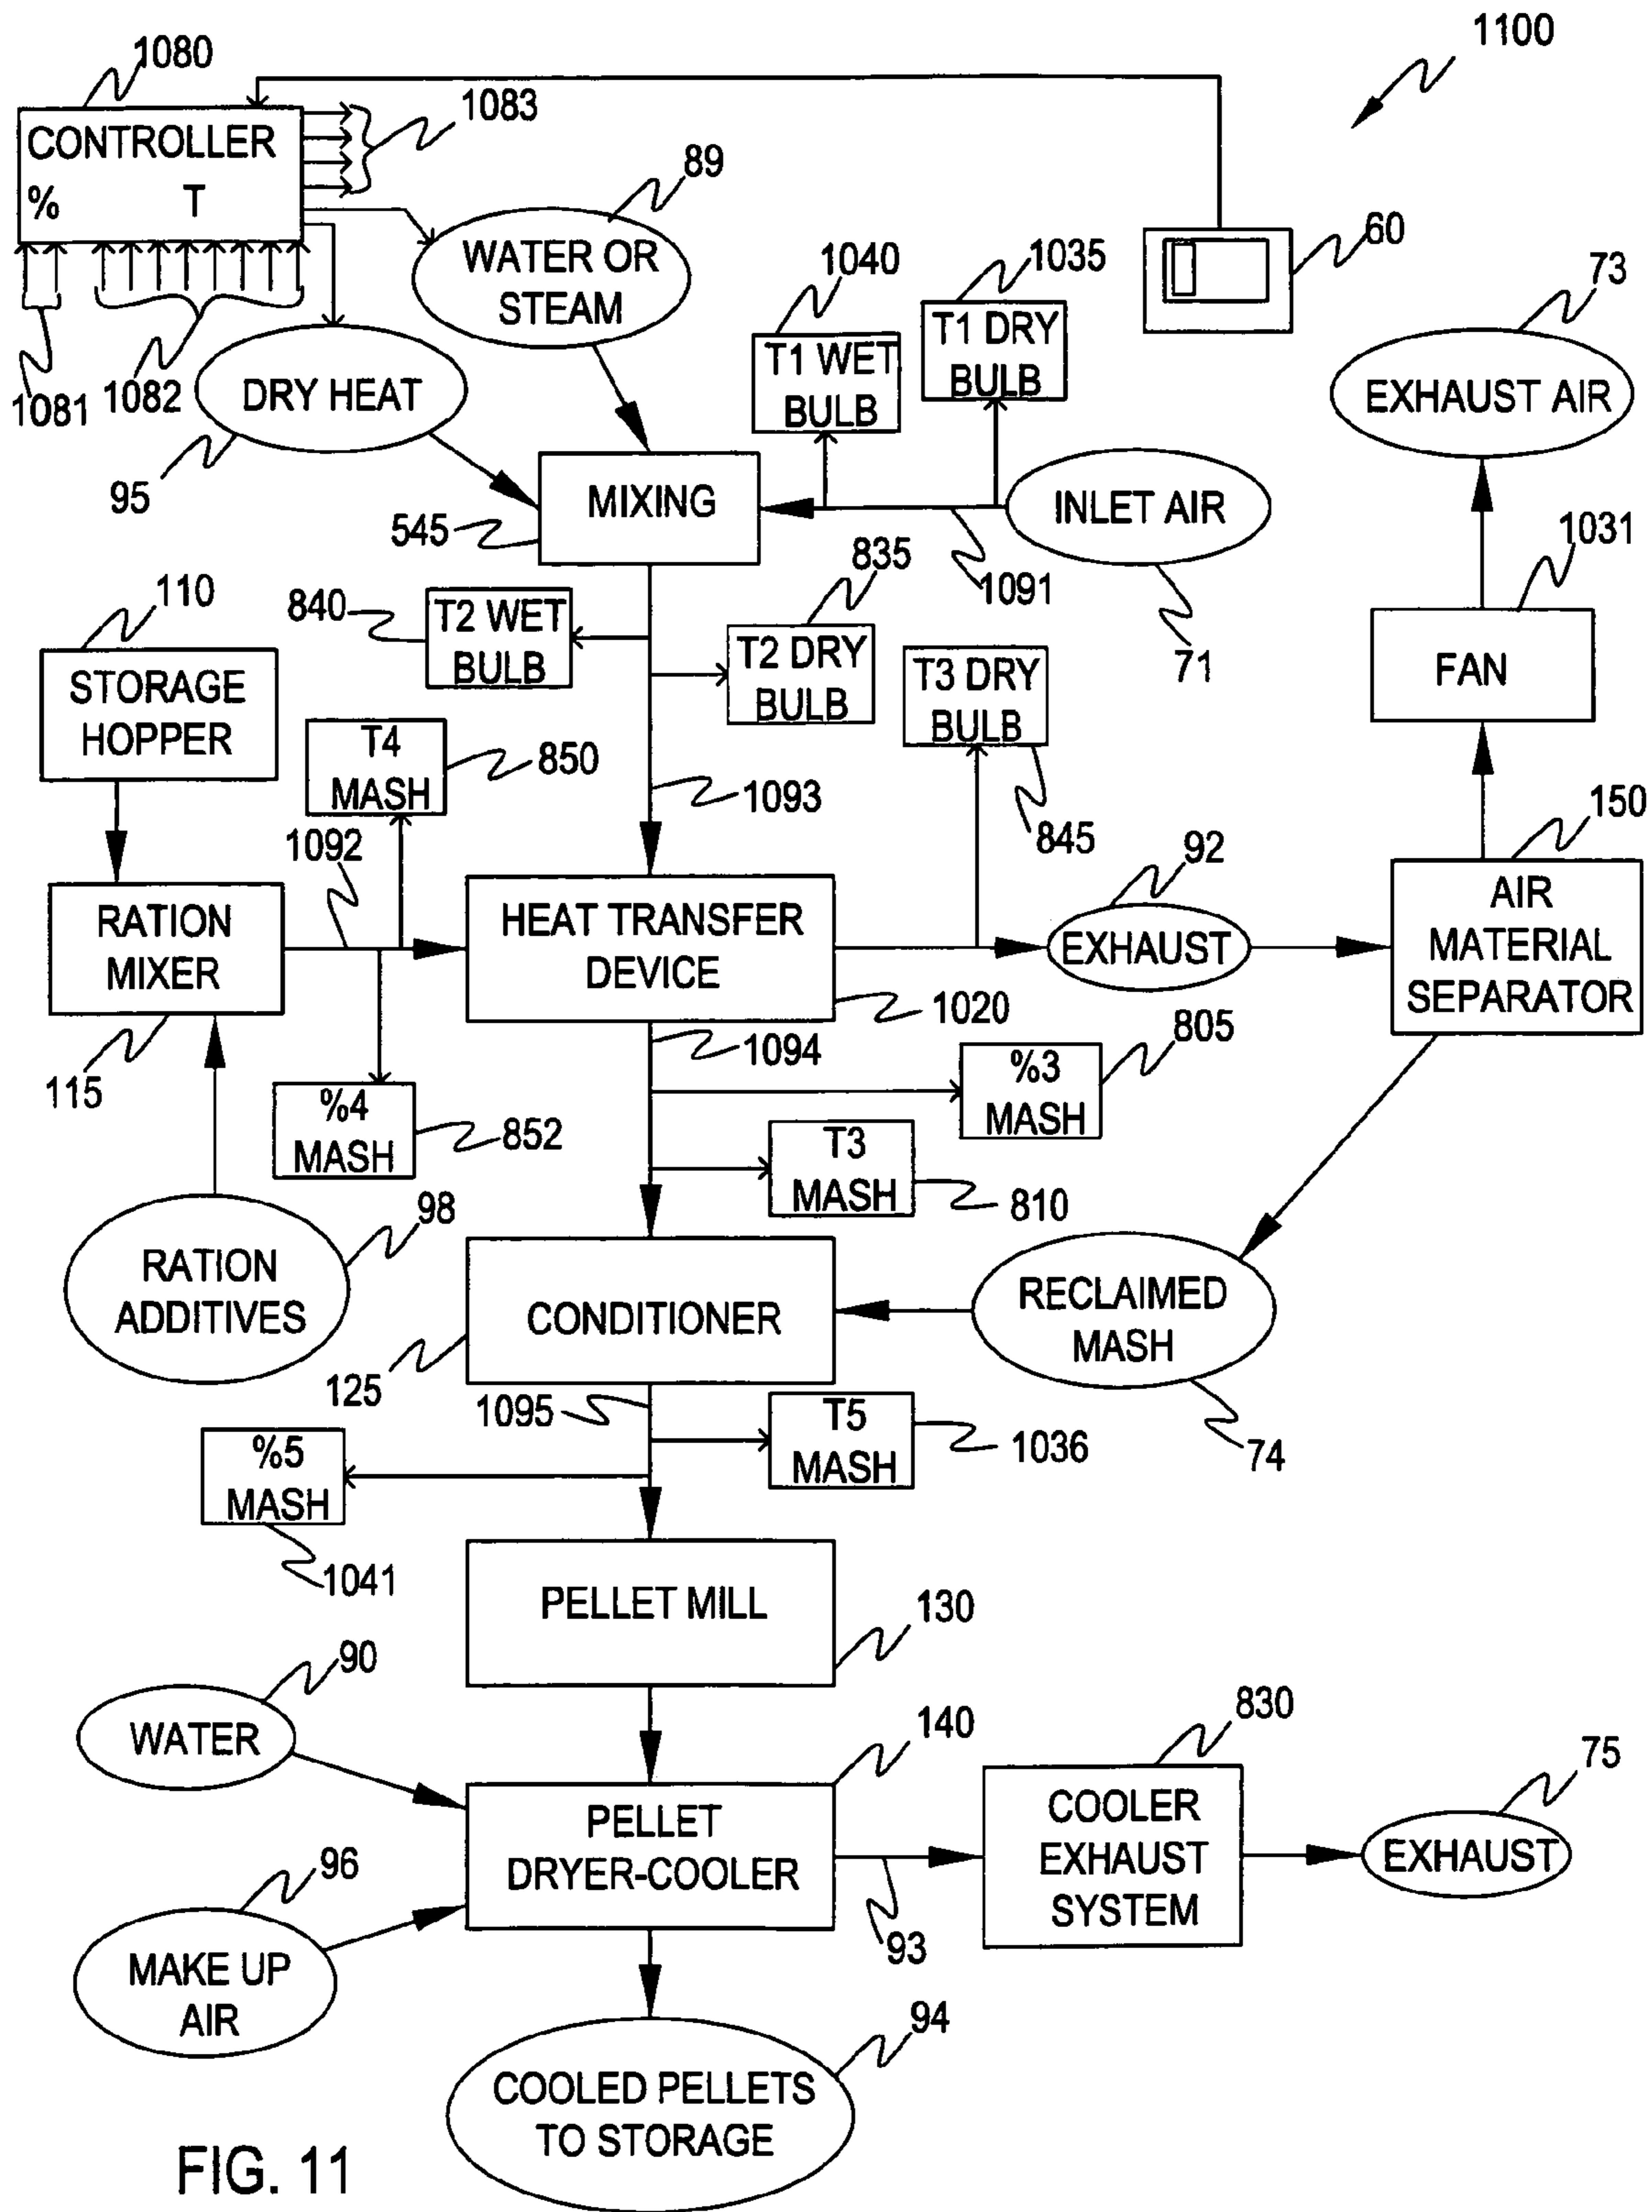 1100
1080
CONTROLLER
% T
1083
1081
1082
89
WATER OR
STEAM
DRY HEAT
95
60
1040
T1 WET
BULB
1035
T1 DRY
BULB
73
EXHAUST AIR
MIXING
545
INLET AIR
1091
71
1031
FAN
110
STORAGE
HOPPER
840
T2 WET
BULB
835
T2 DRY
BULB
T3 DRY
BULB
845
T4
MASH
850
1093
1092
92
EXHAUST
150
AIR
MATERIAL
SEPARATOR
RATION
MIXER
115
HEAT TRANSFER
DEVICE
1020
1094
805
%3
MASH
%4
MASH
852
T3
MASH
810
98
RATION
ADDITIVES
CONDITIONER
125
RECLAIMED
MASH
74
1095
T5
MASH
1036
%5
MASH
1041
PELLET MILL
130
90
WATER
140
PELLET
DRYER-COOLER
830
COOLER
EXHAUST
SYSTEM
75
EXHAUST
93
96
MAKE UP
AIR
94
COOLED PELLETS
TO STORAGE
FIG. 11